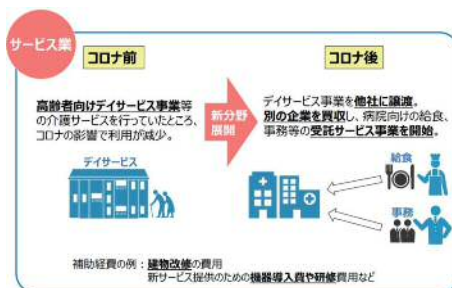 サービス業
コロナ前
コロナ後
高齢者向けデイサービス事業等
の介護サービスを行っていたところ、
コロナの影響で利用が減少。
新分野
展開
デイサービス事業を他社に譲渡。
別の企業を買収し、病院向けの給食、
事務等の受託サービス事業を開始。
デイサービス
給食
事務
補助経費の例：建物改修の費用
新サービス提供のための機器導入費や研修費用など